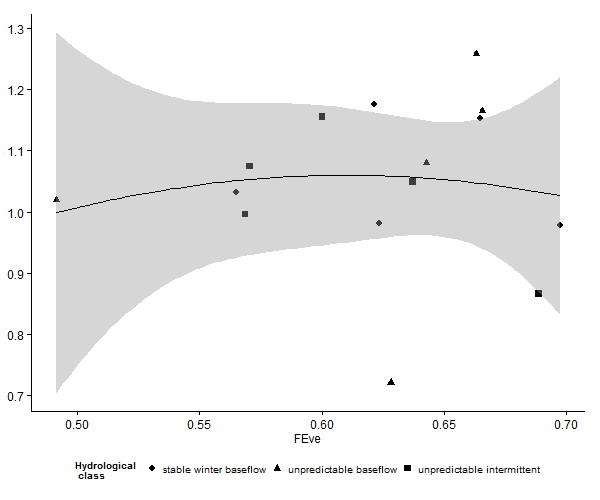 1.3
1.2
1.1
1.0
0.9
0.8
0.7
0.50 0.55 0.60 0.65 0.70
FEve
Hydrological class stable winter baseflow unpredictable baseflow unpredictable intermittent